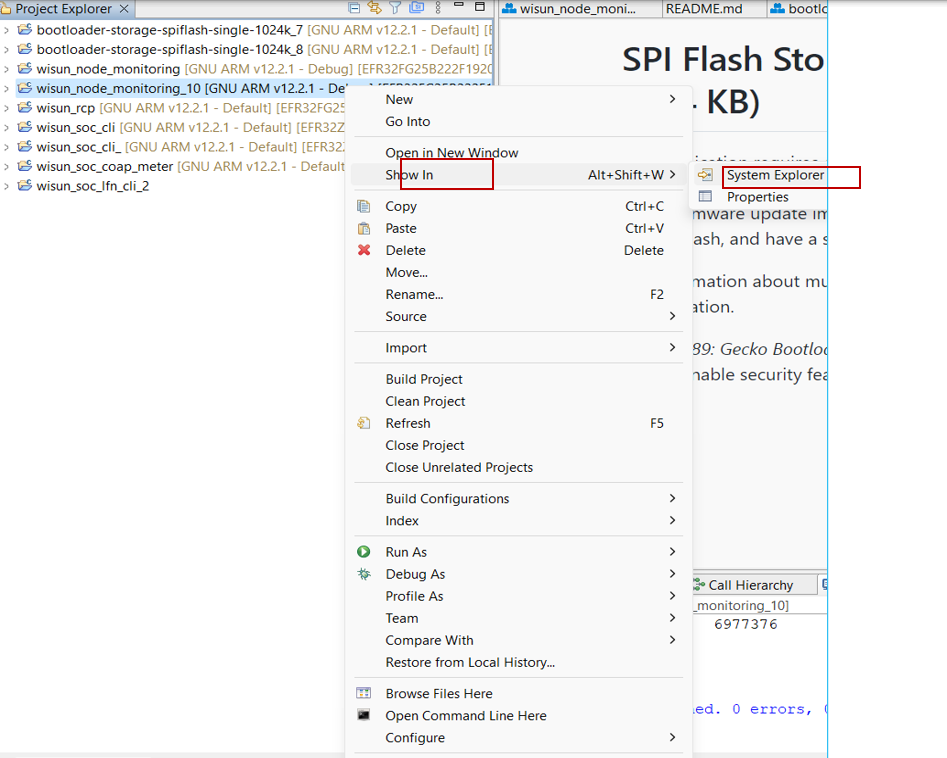 Project Explorer
wisun_node_moni...
README.md
bootlo
bootloader-storage-spiflash-single-1024k_7 [GNU ARM v12.2.1 - Default] [E
bootloader-storage-spiflash-single-1024k_8 [GNU ARM v12.2.1 - Default] [E
wisun_node_monitoring [GNU ARM v12.2.1 - Debug] [EFR32FG25B222F192
wisun_node_monitoring_10 [GNU ARM v12.2.1 - De
wisun_rcp [GNU ARM v12.2.1 - Default] [EFR32FG25
wisun_soc_cli [GNU ARM v12.2.1 - Default] [EFR32Z
wisun_soc_cli_ [GNU ARM v12.2.1 - Default] [EFR32
wisun_soc_coap_meter [GNU ARM v12.2.1 - Default]
wisun_soc_lfn_cli_2
SPI Flash Sto
KB)
New
Go Into
Open in New Window
Show In Alt+Shift+W
Copy Ctrl+C
Paste Ctrl+V
Delete Delete
Move...
Rename... F2
Source
Import
Build Project
Clean Project
Refresh F5
Close Project
Close Unrelated Projects
Build Configurations
Index
Run As
Debug As
Profile As
Team
Compare With
Restore from Local History...
Browse Files Here
Open Command Line Here
Configure
System Explorer
Properties
mware update im
ash, and have a s
mation about mu
ation.
89: Gecko Bootloa
nable security fea
Call Hierarchy
_monitoring_10]
6977376
ed. 0 errors,